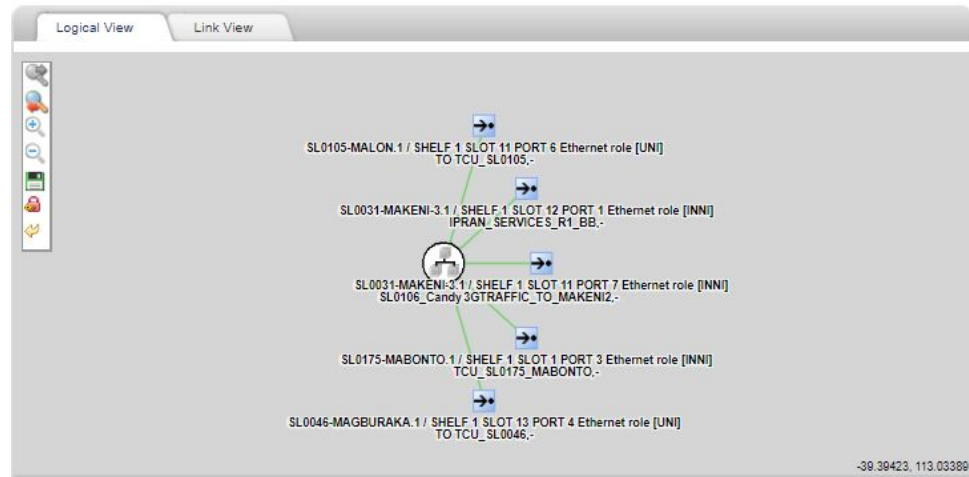 Logical View
Link View
SL0105-MALON.1 / SHELF 1 SLOT 11 PORT 6 Ethernet role [UNI]
TO TCU_SL0105,-
SL0031-MAKENI-3.1 / SHELF 1 SLOT 12 PORT 1 Ethernet role [INNI]
IPRAN_SERVICES_R1_BB,-
SL0031-MAKENI-3.1 / SHELF 1 SLOT 11 PORT 7 Ethernet role [INNI]
SL0106_Candy 3GTRAFFIC_TO_MAKENI2,-
SL0175-MABONTO.1 / SHELF 1 SLOT 1 PORT 3 Ethernet role [INNI]
TCU_SL0175_MABONTO,-
SL0046-MAGBURAKA.1 / SHELF 1 SLOT 13 PORT 4 Ethernet role [UNI]
TO TCU_SL0046,-
-39.39423, 113.03389